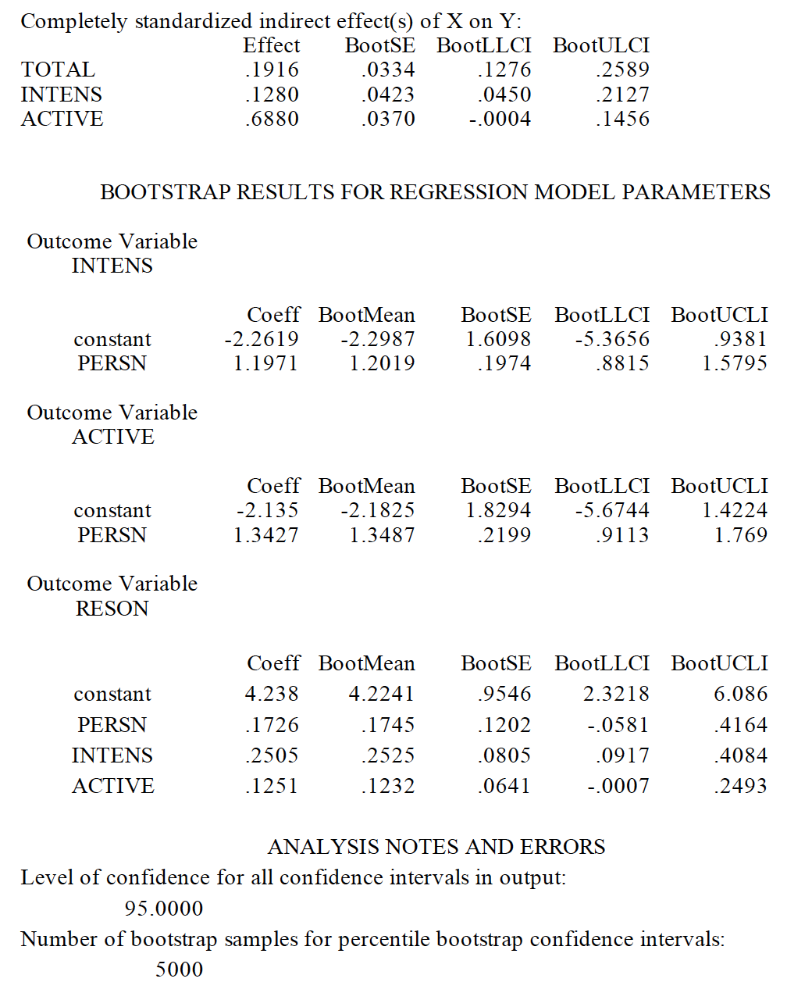 Completely standardized indirect effect(s) of X on Y:
Effect BootSE BootLLCI BootULCI
TOTAL .1916 .0334 .1276 .2589
INTENS .1280 .0423 .0450 .2127
ACTIVE .6880 .0370 -.0004 .1456
BOOTSTRAP RESULTS FOR REGRESSION MODEL PARAMETERS
Outcome Variable
INTENS
Coeff BootMean BootSE BootLLCI BootUCLI
constant -2.2619 -2.2987 1.6098 -5.3656 .9381
PERSN 1.1971 1.2019 .1974 .8815 1.5795
Outcome Variable
ACTIVE
Coeff BootMean BootSE BootLLCI BootUCLI
constant -2.135 -2.1825 1.8294 -5.6744 1.4224
PERSN 1.3427 1.3487 .2199 .9113 1.769
Outcome Variable
RESON
Coeff BootMean BootSE BootLLCI BootUCLI
constant 4.238 4.2241 .9546 2.3218 6.086
PERSN .1726 .1745 .1202 -.0581 .4164
INTENS .2505 .2525 .0805 .0917 .4084
ACTIVE .1251 .1232 .0641 -.0007 .2493
ANALYSIS NOTES AND ERRORS
Level of confidence for all confidence intervals in output:
95.0000
Number of bootstrap samples for percentile bootstrap confidence intervals:
5000